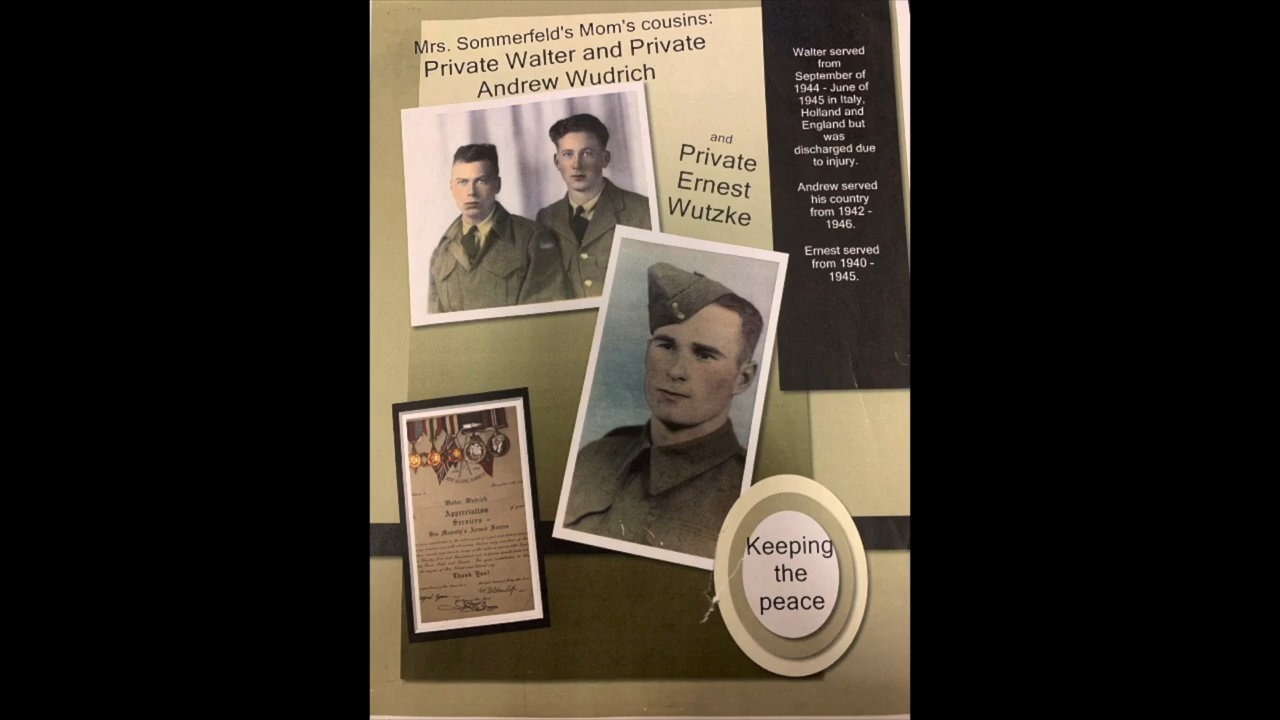 Mrs. Sommerfeld's Mom's cousins:
Private Walter and Private
Andrew Wudrich
and
Private
Ernest
Wutzke
Walter served
from
September of
1944 - June of
1945 in Italy,
Holland and
England but
was
discharged due
to injury.
Andrew served
his country
from 1942 -
1946.
Ernest served
from 1940 -
1945.
Walter Wudrich
Appreciation
Services
His Majesty's Armed Forces
Thank You!
Keeping
the
peace